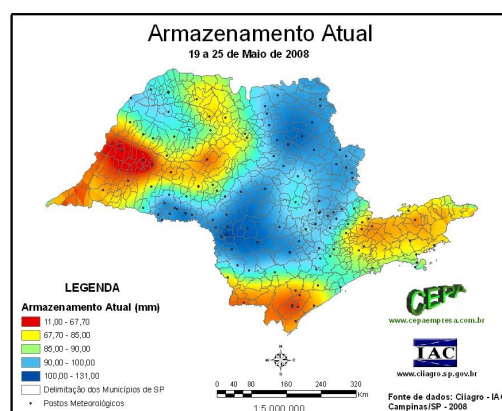 Armazenamento Atual
19 a 25 de Maio de 2008
LEGENDA
Armazenamento Atual (mm)
11,00 - 67,70
67,70 - 85,00
85,00 - 90,00
90,00 - 100,00
100,00 - 131,00
Delimitação dos Municípios de SP
Postos Meteorológicos
0 40 80 160 240 320
Km
1:5.000.000
CEPA
www.cepaempresa.com.br
IAC
www.ciiagro.sp.gov.br
Fonte de dados: Ciiagro - IAC
Campinas/SP - 2008